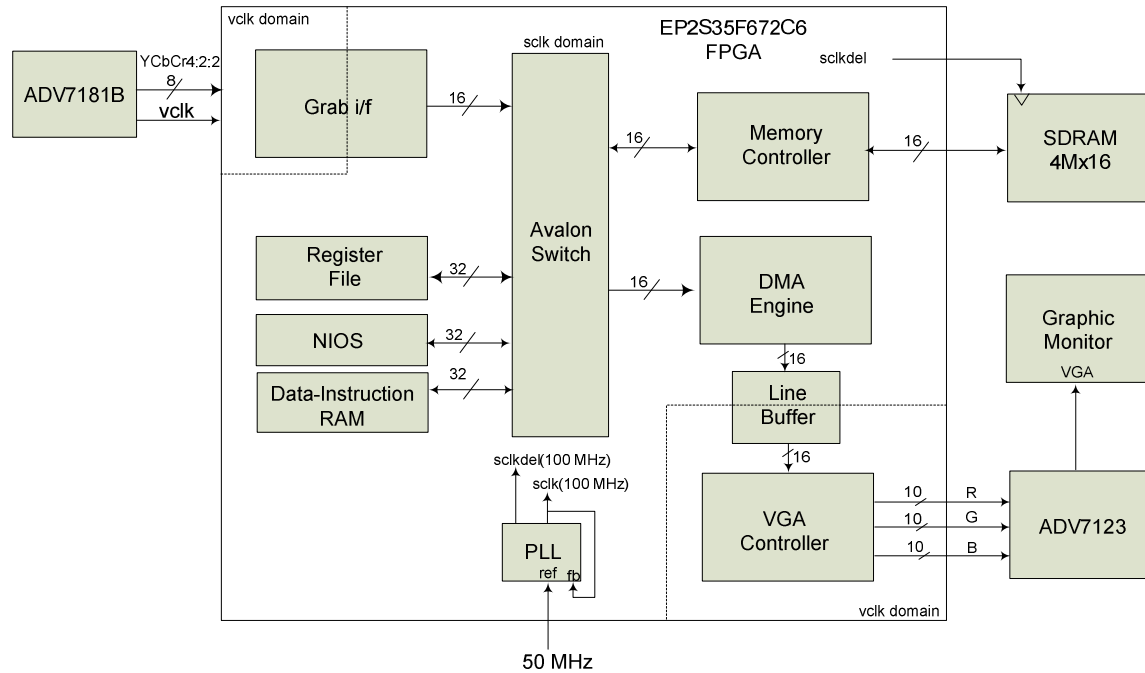 vclk domain
EP2S35F672C6
FPGA
sclk domain
sclkdel
YCbCr4:2:2
8
vclk
ADV7181B
Grab i/f
16
16
Memory
Controller
16
SDRAM
4Mx16
Avalon
Switch
Register
File
32
16
DMA
Engine
NIOS
32
Graphic
Monitor
VGA
16
Data-Instruction
RAM
32
Line
Buffer
16
sclkdel(100 MHz)
sclk(100 MHz)
PLL
ref
fb
VGA
Controller
10
R
10
G
10
B
ADV7123
vclk domain
50 MHz